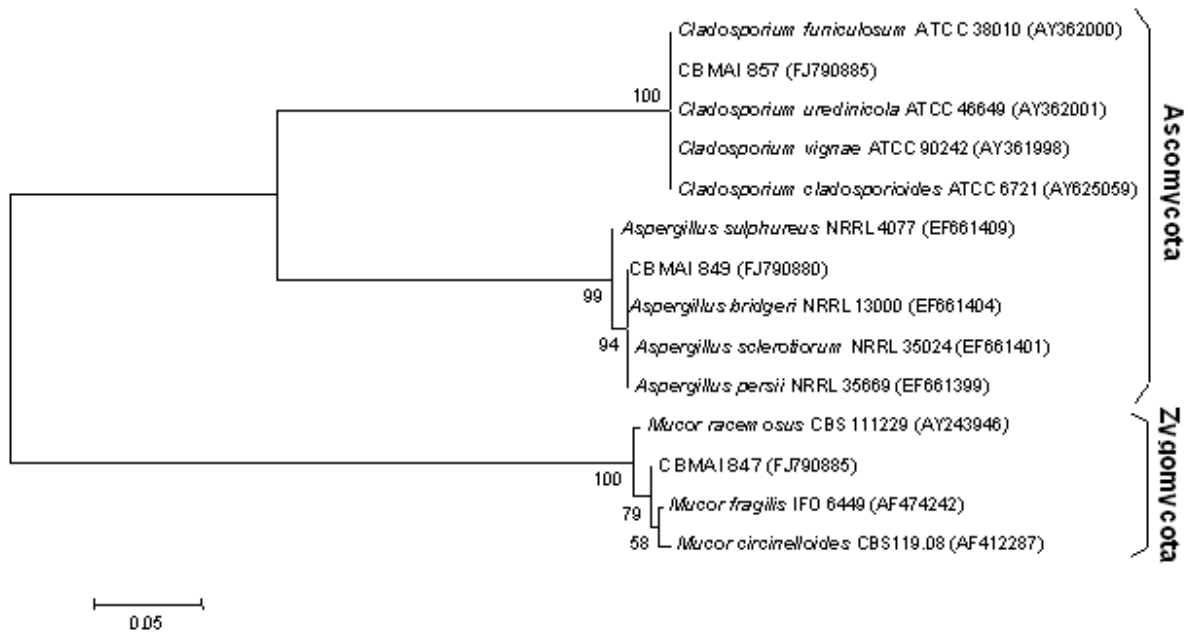 Cladosporium funiculosum ATCC 38010 (AY362000)
CBMAI 857 (FJ790885)
100
Cladosporium uredinicola ATCC 46649 (AY362001)
Cladosporium vignae ATCC 90242 (AY361998)
Cladosporium cladosporioides ATCC 6721 (AY625059)
Ascomycota
Aspergillus sulphureus NRRL 4077 (EF661409)
CBMAI 849 (FJ790880)
99
Aspergillus bridgeri NRRL 13000 (EF661404)
94
Aspergillus sclerotiorum NRRL 35024 (EF661401)
Aspergillus persii NRRL 35669 (EF661399)
Mucor racemosus CBS 111229 (AY243946)
CBMAI 847 (FJ790885)
100
Zygomycota
Mucor fragilis IFO 6449 (AF474242)
79
58
Mucor circinelloides CBS119.08 (AF412287)
0.05